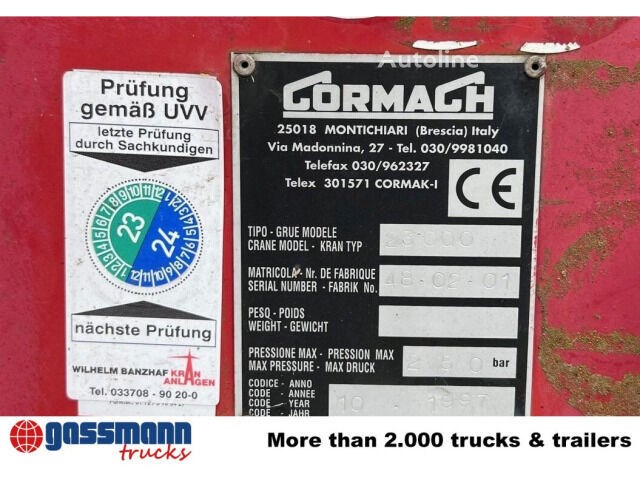 Autoline
Prüfung
gemäß UVV
letzte Prüfung
durch Sachkundigen
23
24
nächste Prüfung
WILHELM BANZHAF KRAN
ANLAGEN
Tel. 033708 - 90 20-0
CORMACH
25018 MONTICHIARI (Brescia) Italy
Via Madonnina, 27 - Tel. 030/9981040
Telefax 030/962327
Telex 301571 CORMAK-I
CE
TIPO - GRUE MODELE
CRANE MODEL - KRAN TYP
23000
MATRICOLA - Nr. DE FABRIQUE
SERIAL NUMBER - FABRIK No.
48-02-01
PESO - POIDS
WEIGHT - GEWICHT
PRESSIONE MAX - PRESSION MAX
MAX PRESSURE - MAX DRUCK
250 bar
CODICE - ANNO
CODE - ANNEE
CODE - YEAR
CODE - JAHR
10 1997
gassmann
trucks
More than 2.000 trucks & trailers